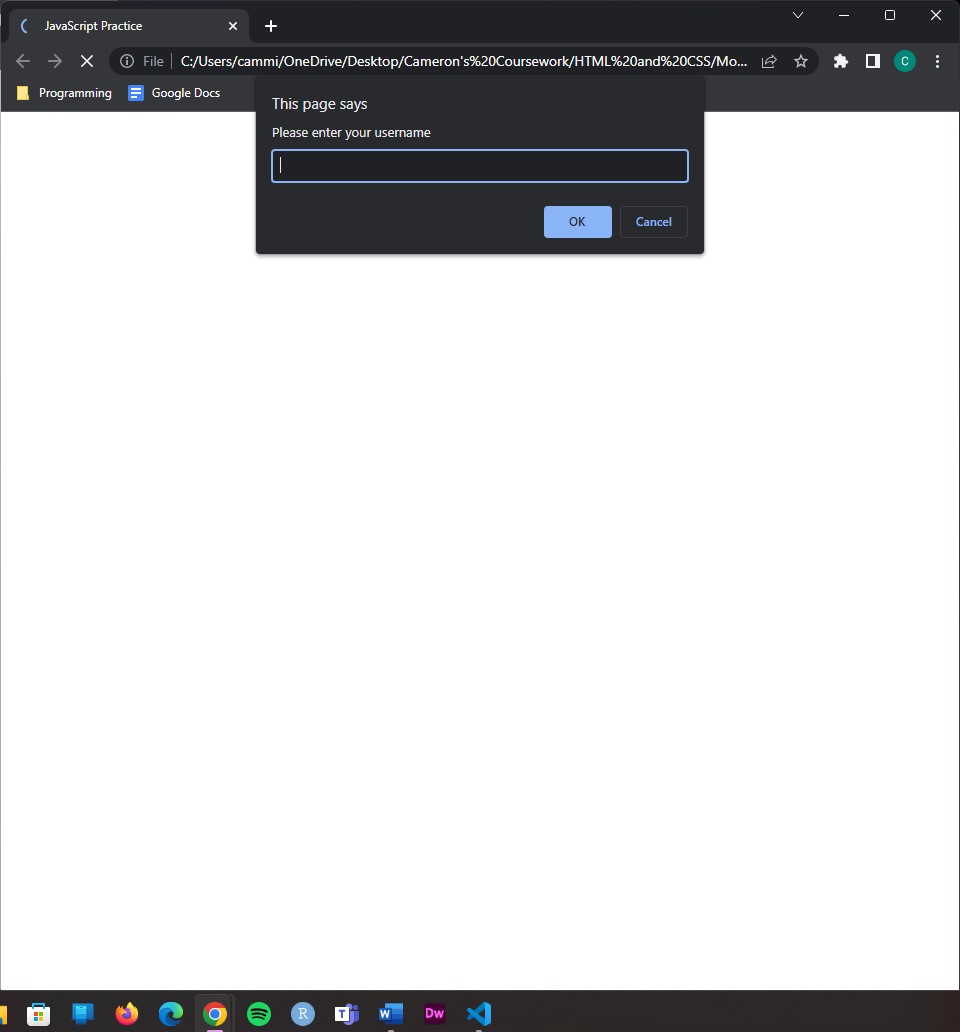 JavaScript Practice
File C:/Users/cammi/OneDrive/Desktop/Cameron's%20Coursework/HTML%20and%20CSS/Mo... C
Programming Google Docs
This page says
Please enter your username
OK Cancel
R T W Dw